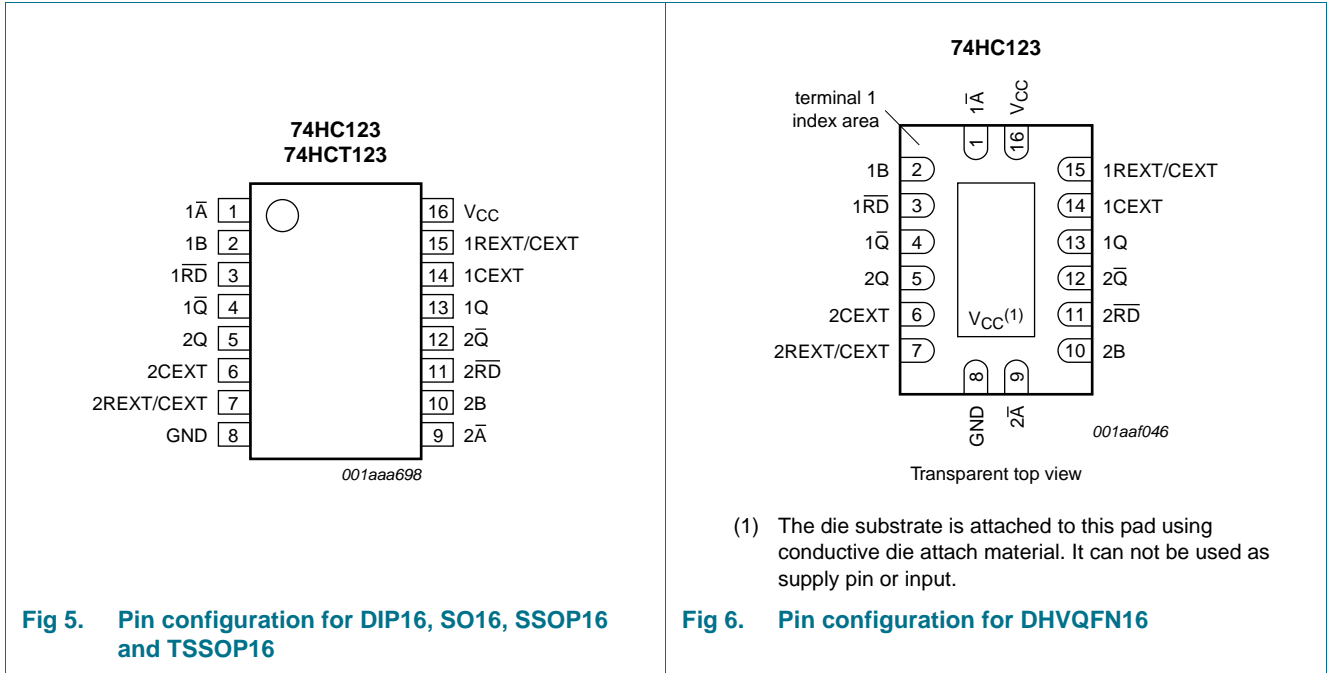 74HC123
74HCT123
1A̅ 1
1B 2
1R̅D̅ 3
1Q̅ 4
2Q 5
2CEXT 6
2REXT/CEXT 7
GND 8
16 VCC
15 1REXT/CEXT
14 1CEXT
13 1Q
12 2Q̅
11 2R̅D̅
10 2B
9 2A̅
001aaa698
Fig 5. Pin configuration for DIP16, SO16, SSOP16
and TSSOP16
74HC123
terminal 1
index area
1A̅ 1
VCC 16
1B 2
1R̅D̅ 3
1Q̅ 4
2Q 5
2CEXT 6
2REXT/CEXT 7
15 1REXT/CEXT
14 1CEXT
13 1Q
12 2Q̅
11 2R̅D̅
10 2B
VCC(1)
8 GND
9 2A̅
001aaf046
Transparent top view
(1) The die substrate is attached to this pad using
conductive die attach material. It can not be used as
supply pin or input.
Fig 6. Pin configuration for DHVQFN16